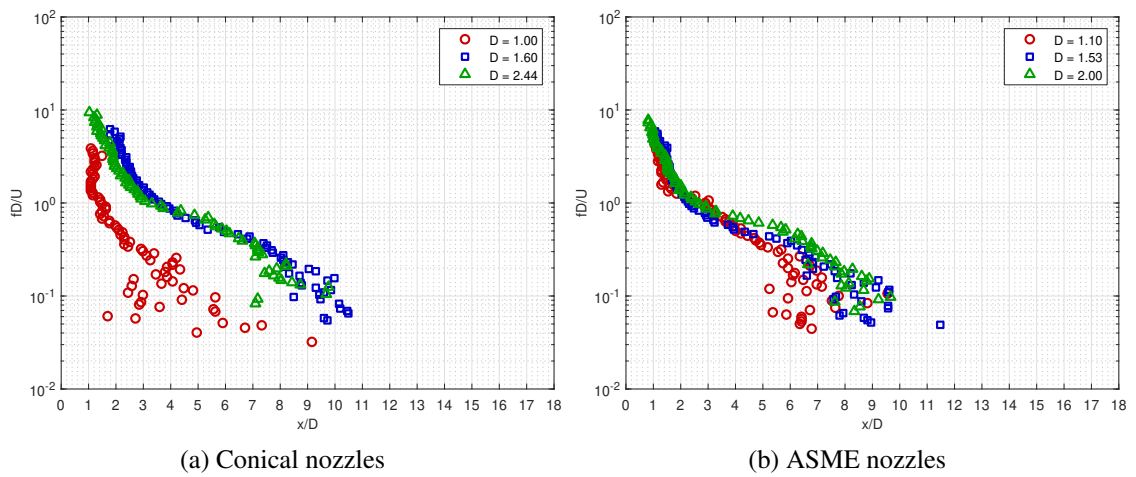 10^2
10^1
10^0
10^-1
10^-2
fD/U
0 1 2 3 4 5 6 7 8 9 10 11 12 13 14 15 16 17 18
x/D
D = 1.00
D = 1.60
D = 2.44
(a) Conical nozzles
10^2
10^1
10^0
10^-1
10^-2
fD/U
0 1 2 3 4 5 6 7 8 9 10 11 12 13 14 15 16 17 18
x/D
D = 1.10
D = 1.53
D = 2.00
(b) ASME nozzles